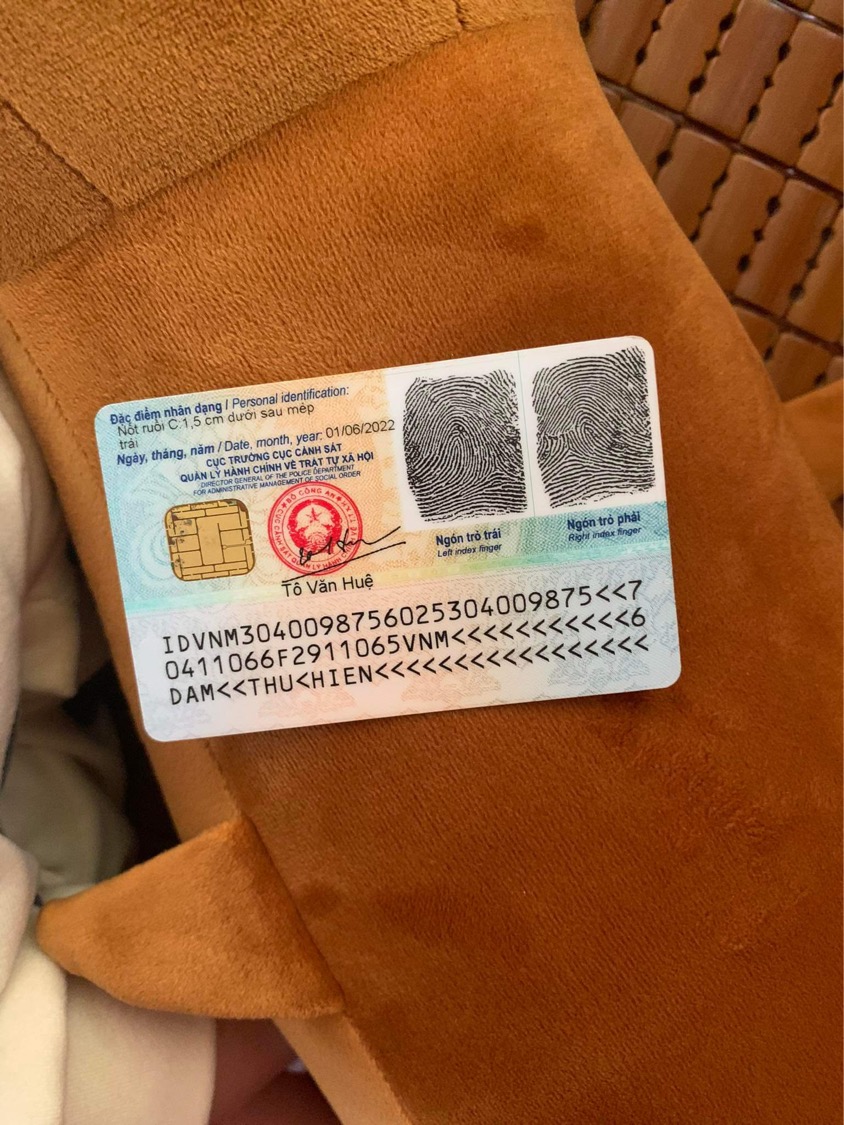 Đặc điểm nhân dạng / Personal identification:
Nốt ruồi C.1,5 cm dưới sau mép
trái
Ngày, tháng, năm / Date, month, year: 01/06/2022
CỤC TRƯỞNG CỤC CẢNH SÁT
QUẢN LÝ HÀNH CHÍNH VỀ TRẬT TỰ XÃ HỘI
DIRECTOR GENERAL OF THE POLICE DEPARTMENT
FOR ADMINISTRATIVE MANAGEMENT OF SOCIAL ORDER
BỘ CÔNG AN
Tô Văn Huệ
Ngón trỏ trái
Left index finger
Ngón trỏ phải
Right index finger
IDVNM3040098756025304009875<<7
0411066F2911065VNM<<<<<<<<<<<6
DAM<<THU<HIEN<<<<<<<<<<<<<<<<<